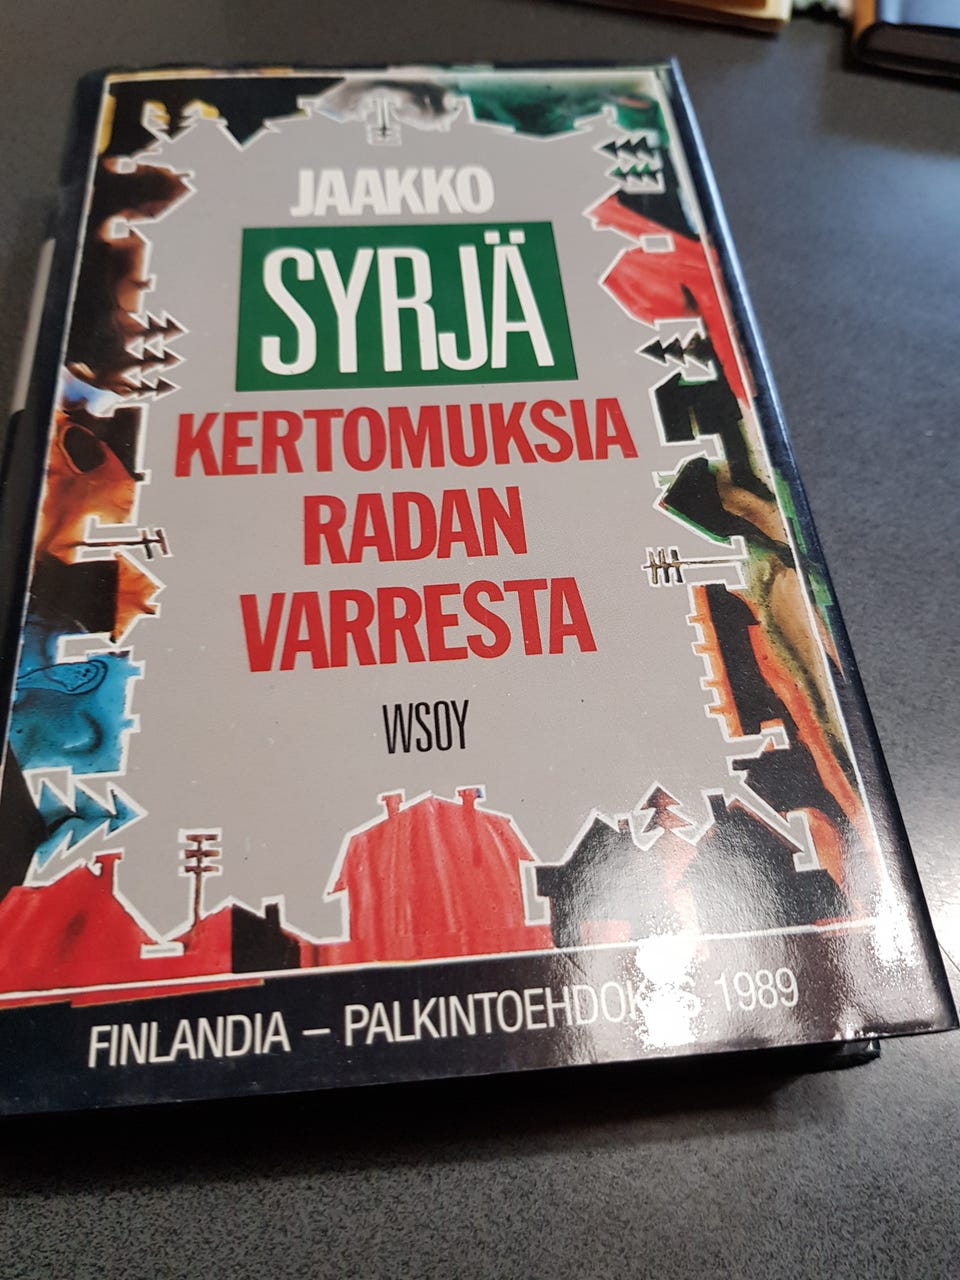 JAAKKO
SYRJÄ
KERTOMUKSIA
RADAN
VARRESTA
WSOY
FINLANDIA – PALKINTOEHDOKAS 1989